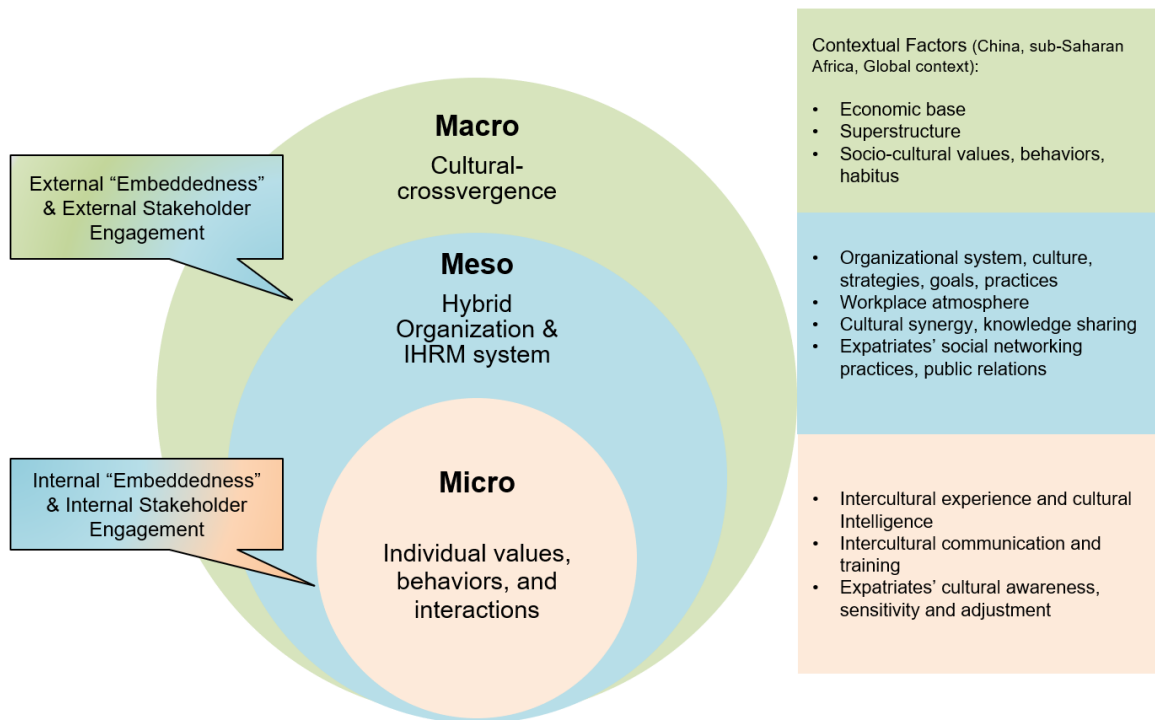 Macro
Cultural-
crossvergence
External “Embeddedness”
& External Stakeholder
Engagement
Meso
Hybrid
Organization &
IHRM system
Internal “Embeddedness”
& Internal Stakeholder
Engagement
Micro
Individual values,
behaviors, and
interactions
Contextual Factors (China, sub-Saharan
Africa, Global context):
• Economic base
• Superstructure
• Socio-cultural values, behaviors,
habitus
• Organizational system, culture,
strategies, goals, practices
• Workplace atmosphere
• Cultural synergy, knowledge sharing
• Expatriates’ social networking
practices, public relations
• Intercultural experience and cultural
Intelligence
• Intercultural communication and
training
• Expatriates’ cultural awareness,
sensitivity and adjustment